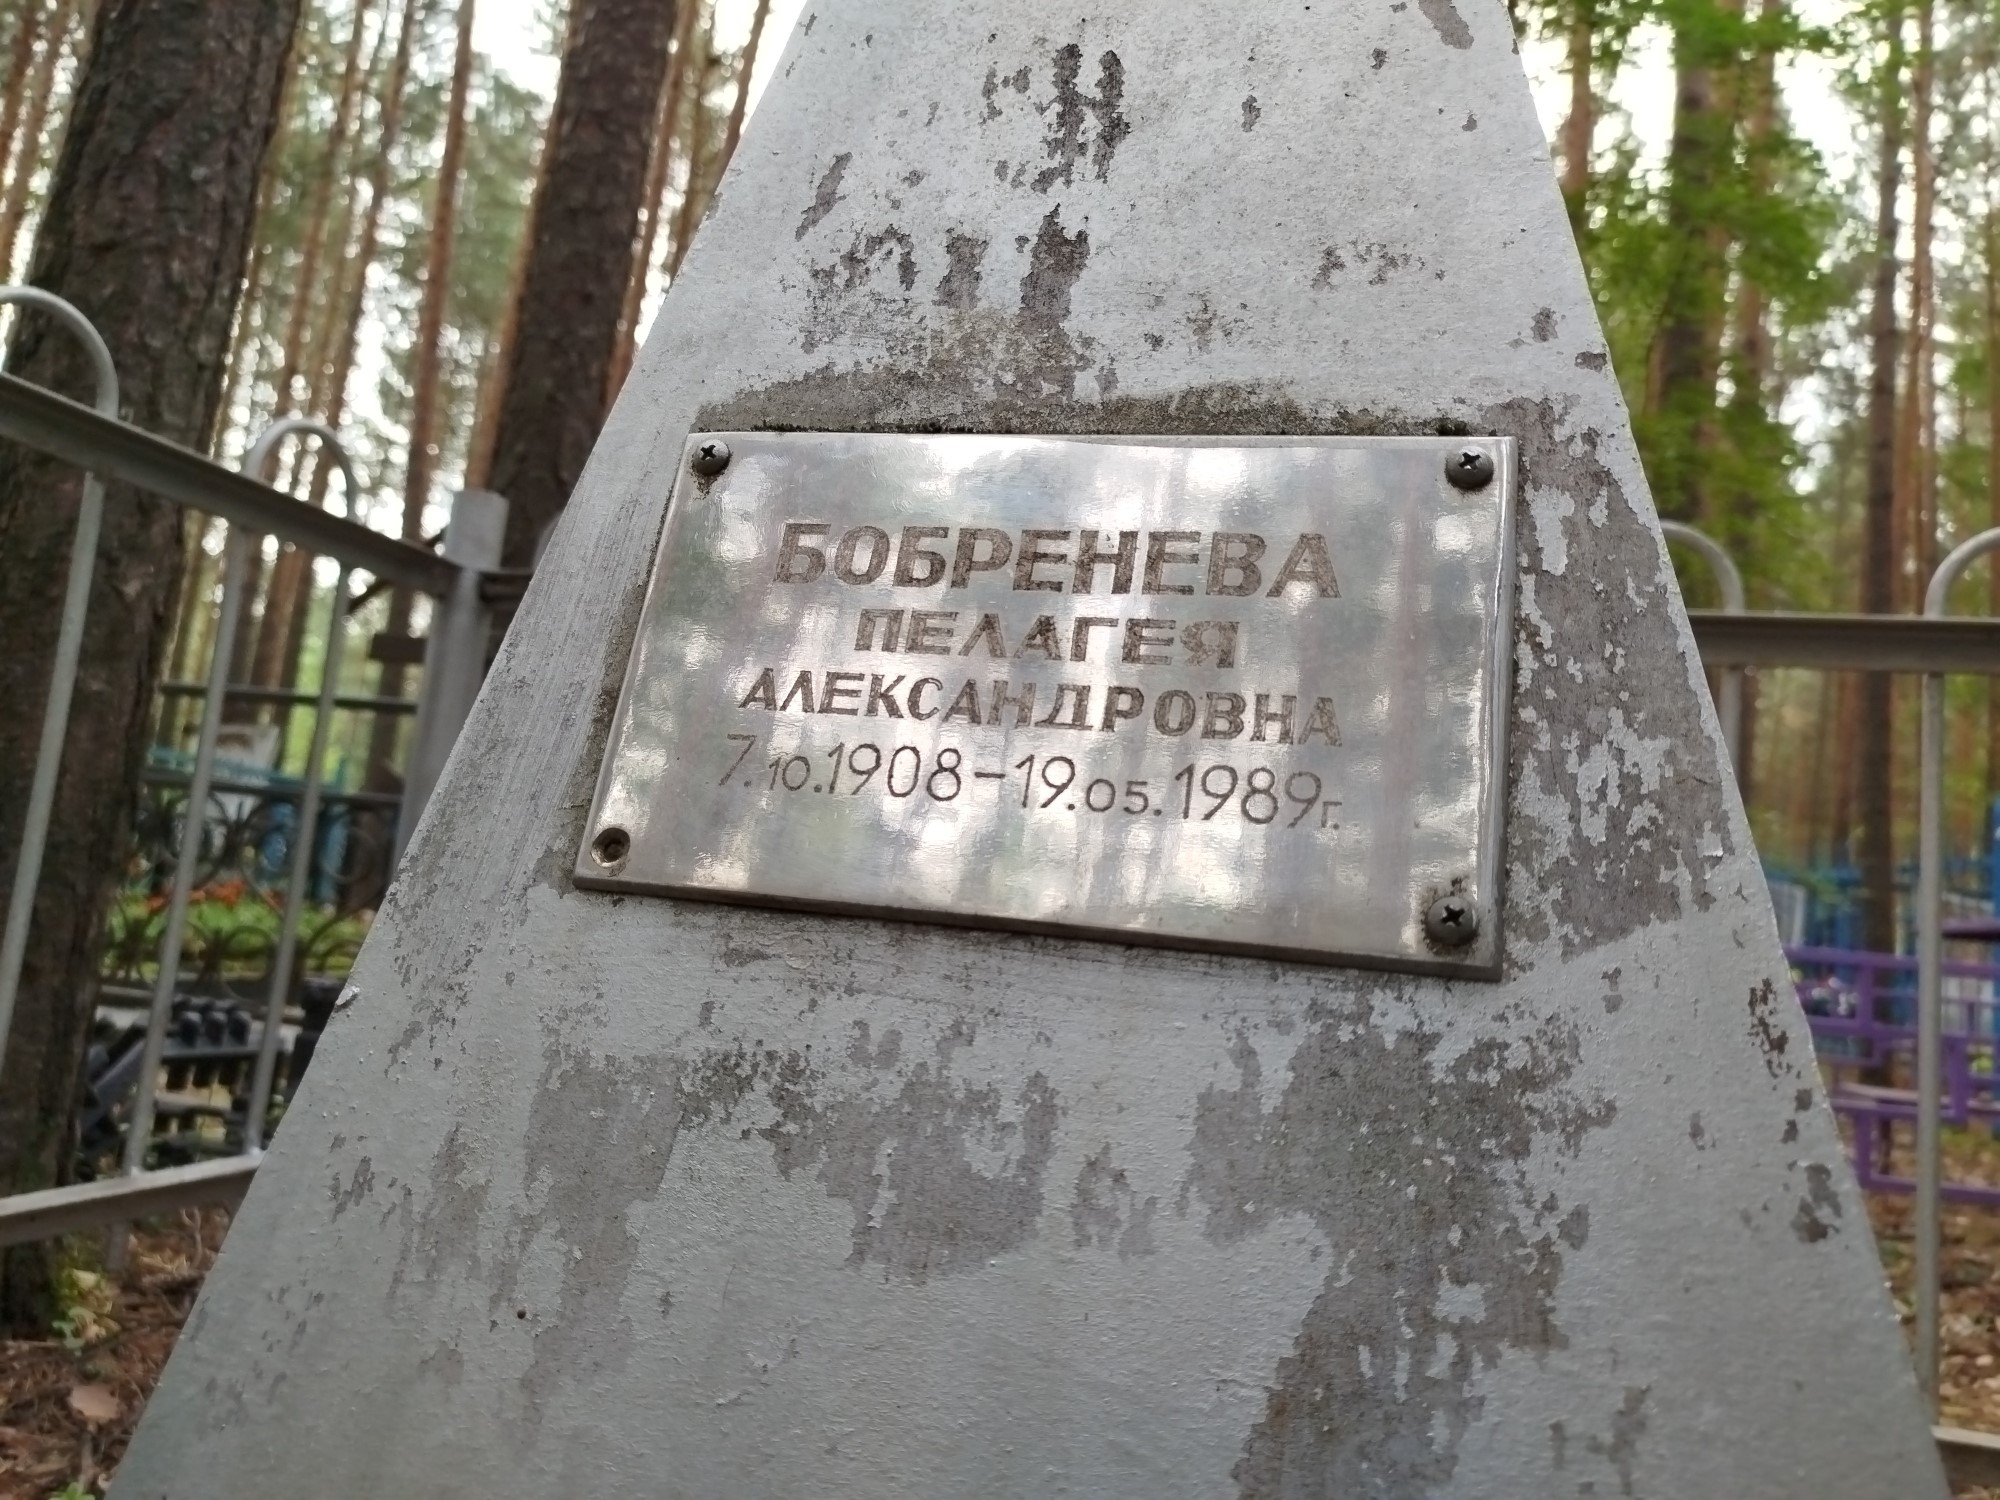 БОБРЕНЕВА
ПЕЛАГЕЯ
АЛЕКСАНДРОВНА
7.10.1908-19.05.1989г.